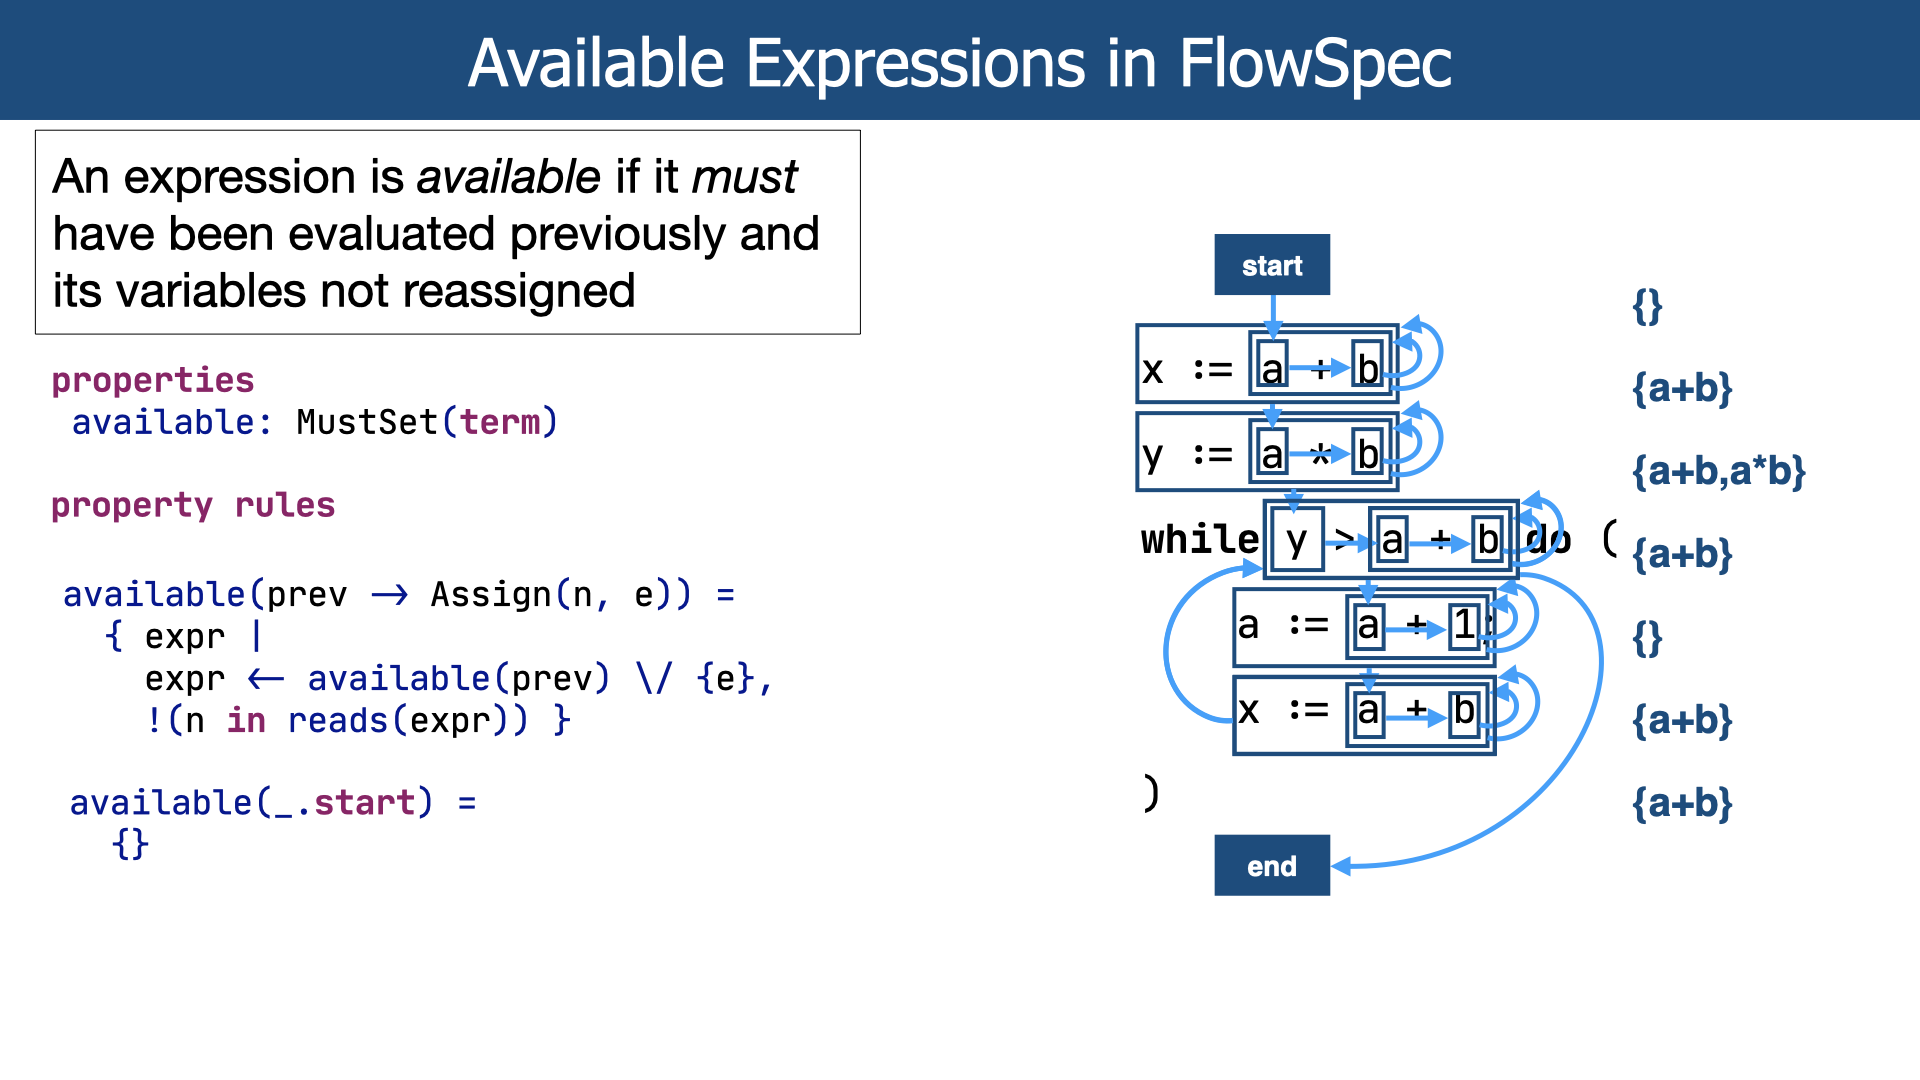 Available Expressions in FlowSpec
An expression is available if it must
have been evaluated previously and
its variables not reassigned
properties
available: MustSet(term)
property rules
available(prev → Assign(n, e)) =
{ expr |
expr ← available(prev) \/ {e},
!(n in reads(expr)) }
available(_.start) =
{}
start
{}
x := a + b
{a+b}
y := a * b
{a+b,a*b}
while y > a + b do (
{a+b}
a := a + 1;
{}
x := a + b
{a+b}
)
{a+b}
end